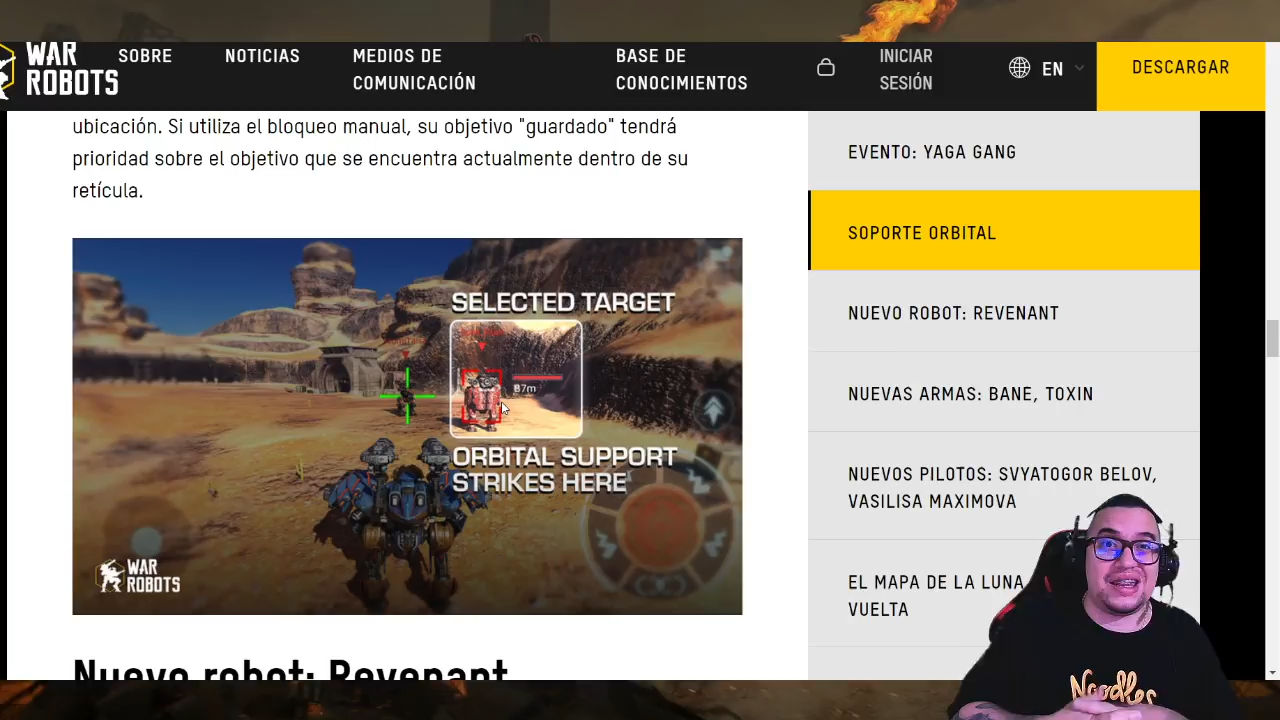 WAR
ROBOTS
SOBRE
NOTICIAS
MEDIOS DE
COMUNICACIÓN
BASE DE
CONOCIMIENTOS
INICIAR
SESIÓN
EN
DESCARGAR
ubicación. Si utiliza el bloqueo manual, su objetivo "guardado" tendrá
prioridad sobre el objetivo que se encuentra actualmente dentro de su
retícula.
SELECTED TARGET
87m
ORBITAL SUPPORT
STRIKES HERE
WAR
ROBOTS
Nuevo robot: Revenant
EVENTO: YAGA GANG
SOPORTE ORBITAL
NUEVO ROBOT: REVENANT
NUEVAS ARMAS: BANE, TOXIN
NUEVOS PILOTOS: SVYATOGOR BELOV,
VASILISA MAXIMOVA
EL MAPA DE LA LUNA
VUELTA
Noodles